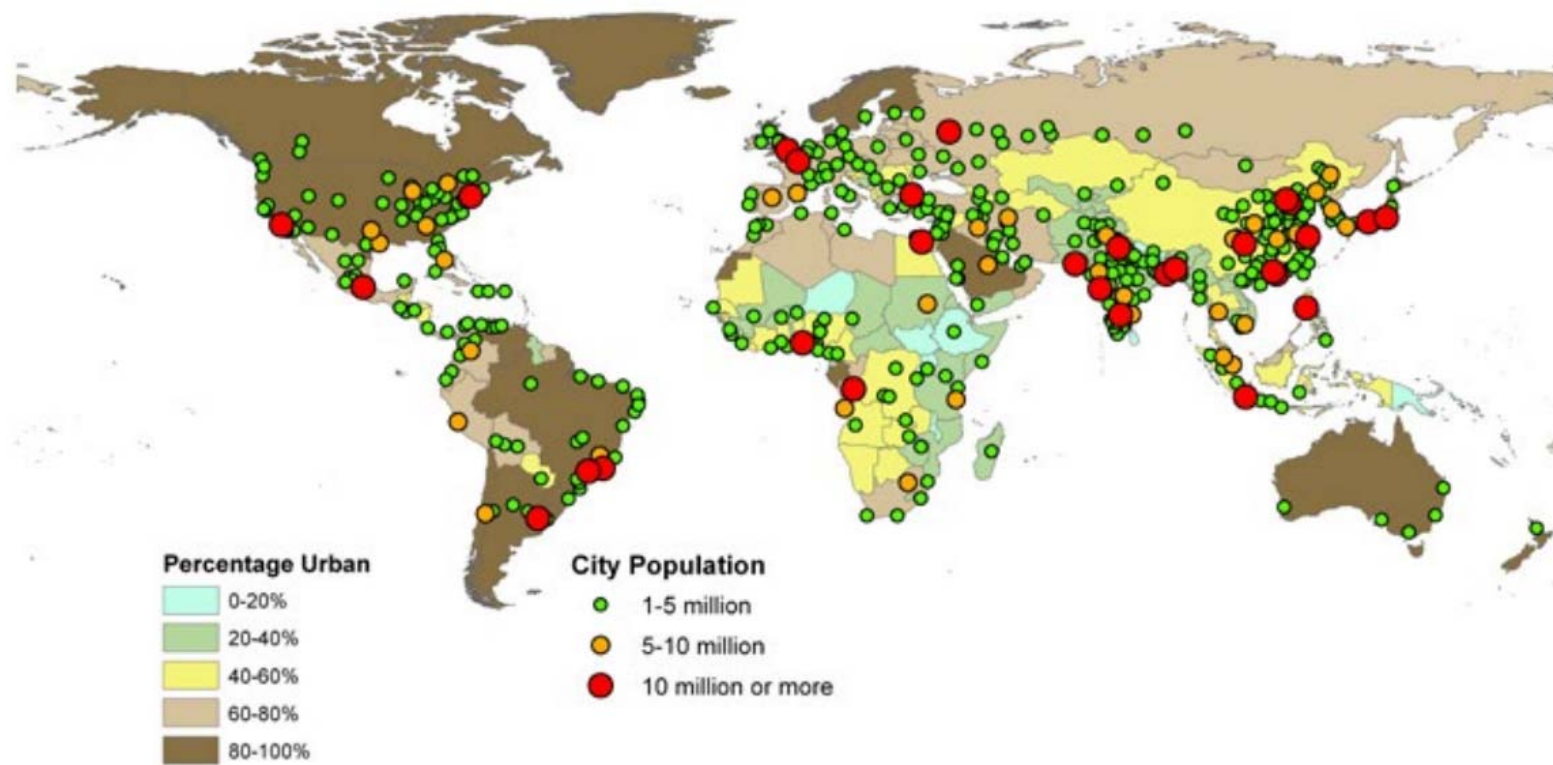 Percentage Urban
0-20%
20-40%
40-60%
60-80%
80-100%
City Population
1-5 million
5-10 million
10 million or more